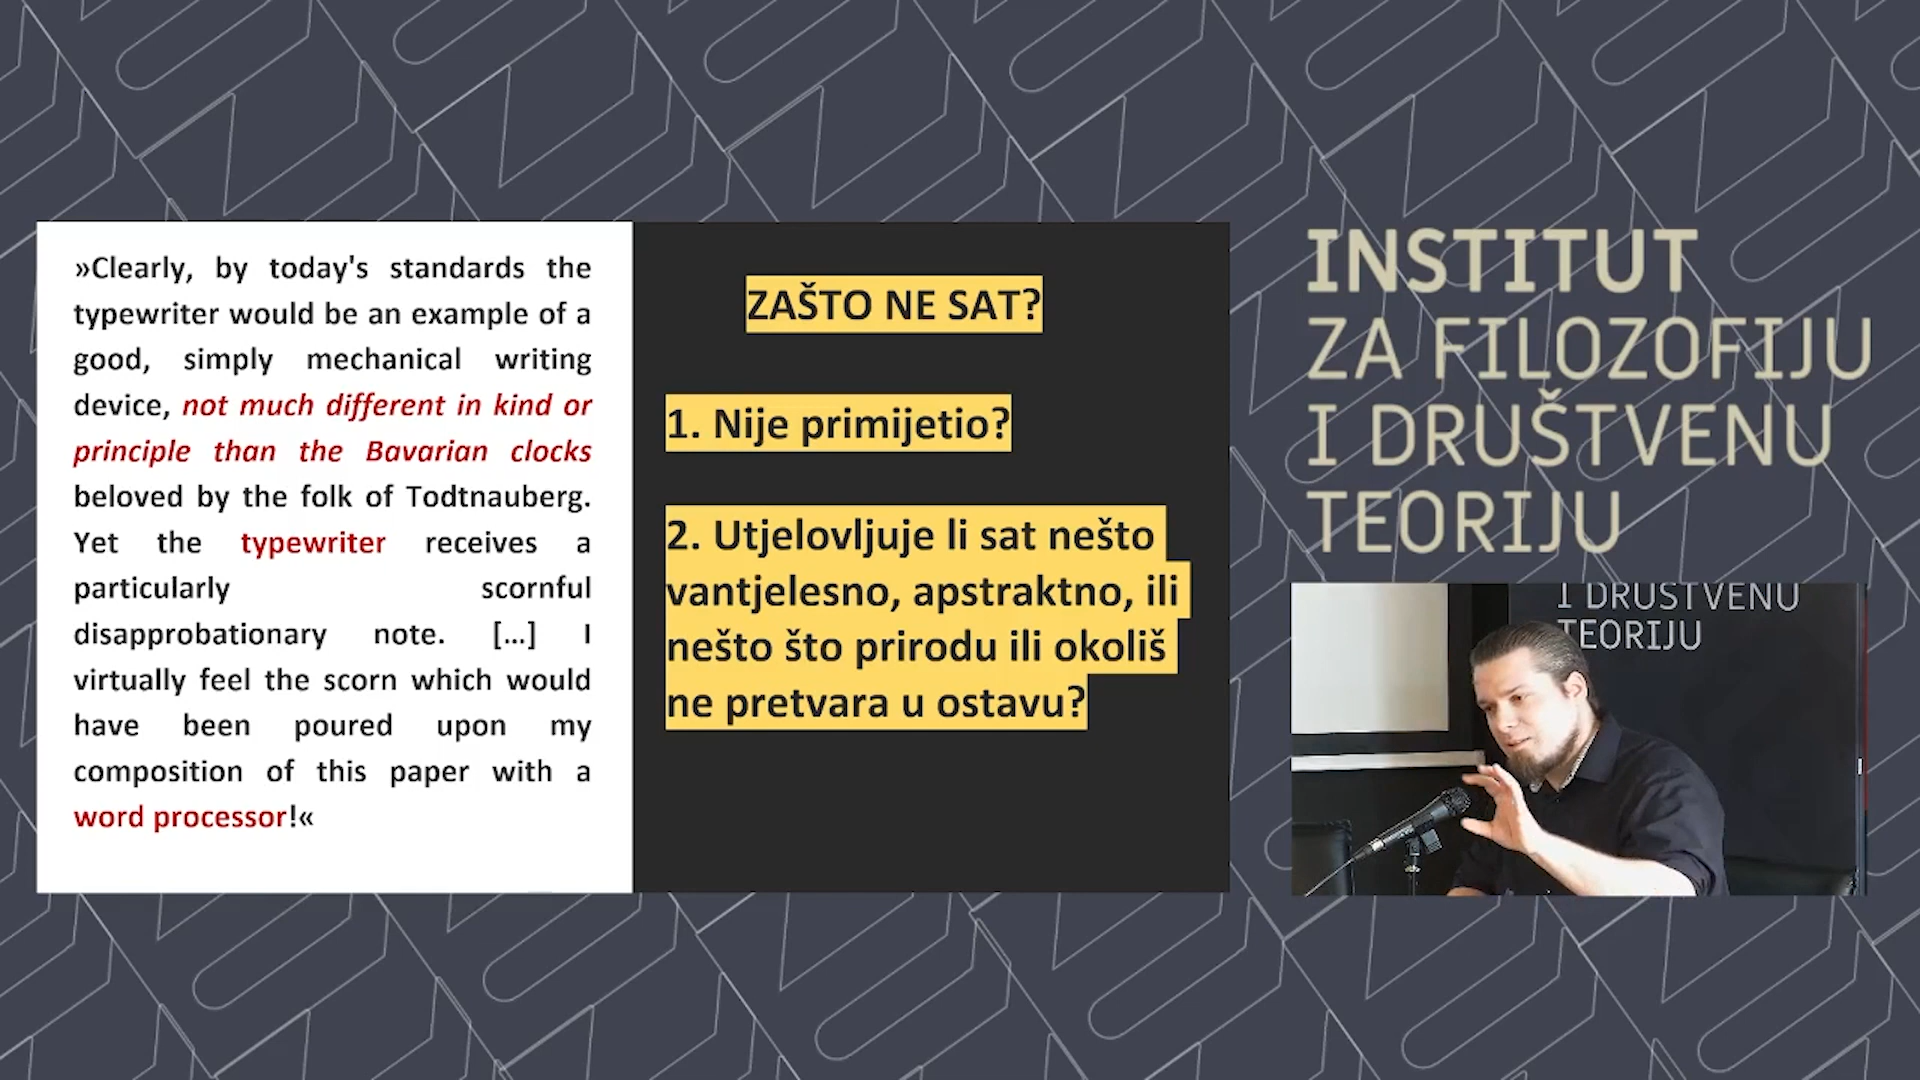 »Clearly, by today's standards the
typewriter would be an example of a
good, simply mechanical writing
device, not much different in kind or
principle than the Bavarian clocks
beloved by the folk of Todtnauberg.
Yet the typewriter receives a
particularly scornful
disapprobationary note. [...] I
virtually feel the scorn which would
have been poured upon my
composition of this paper with a
word processor!«
ZAŠTO NE SAT?
1. Nije primijetio?
2. Utjelovljuje li sat nešto
vantjelesno, apstraktno, ili
nešto što prirodu ili okoliš
ne pretvara u ostavu?
INSTITUT
ZA FILOZOFIJU
I DRUŠTVENU
TEORIJU
I DRUŠTVENU
TEORIJU